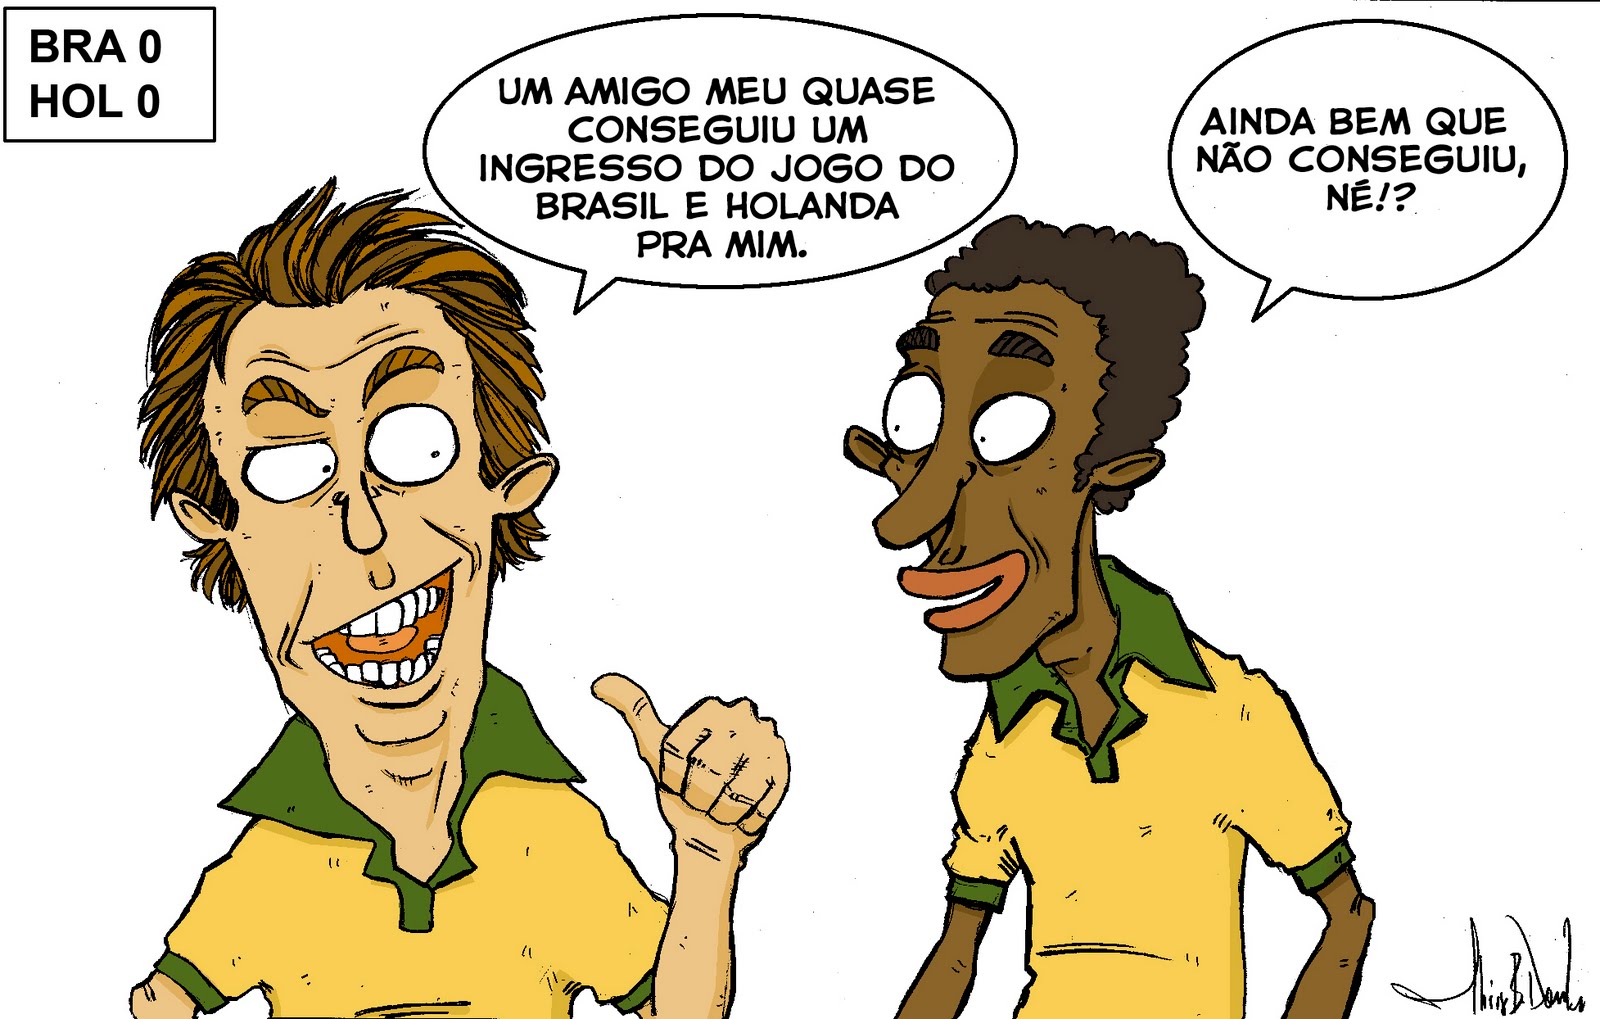 BRA 0
HOL 0
UM AMIGO MEU QUASE
CONSEGUIU UM
INGRESSO DO JOGO DO
BRASIL E HOLANDA
PRA MIM.
AINDA BEM QUE
NÃO CONSEGUIU,
NÉ!?